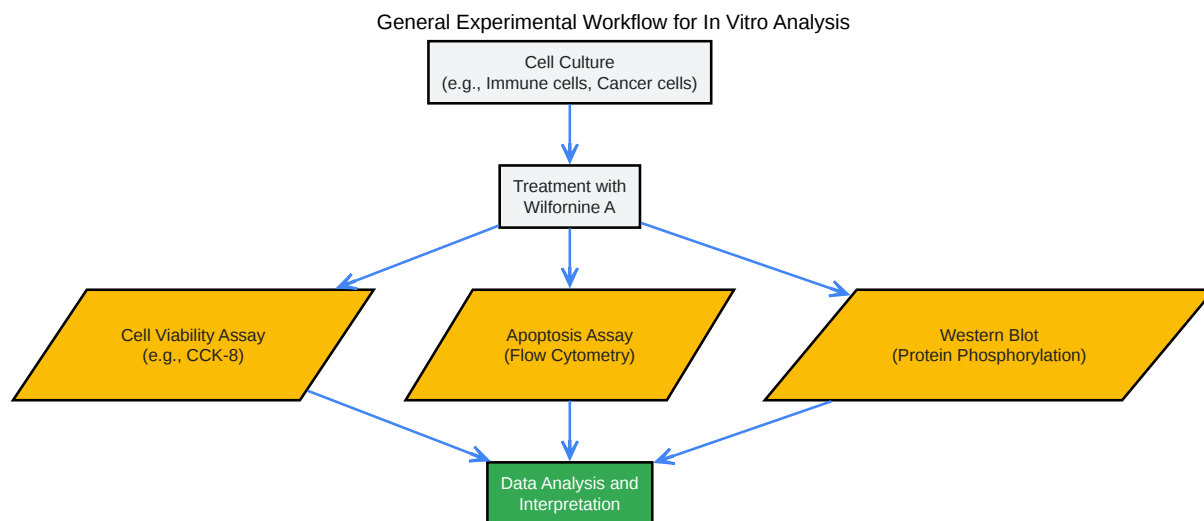 General Experimental Workflow for In Vitro Analysis
Cell Culture
(e.g., Immune cells, Cancer cells)
Treatment with
Wilfornine A
Cell Viability Assay
(e.g., CCK-8)
Apoptosis Assay
(Flow Cytometry)
Western Blot
(Protein Phosphorylation)
Data Analysis and
Interpretation